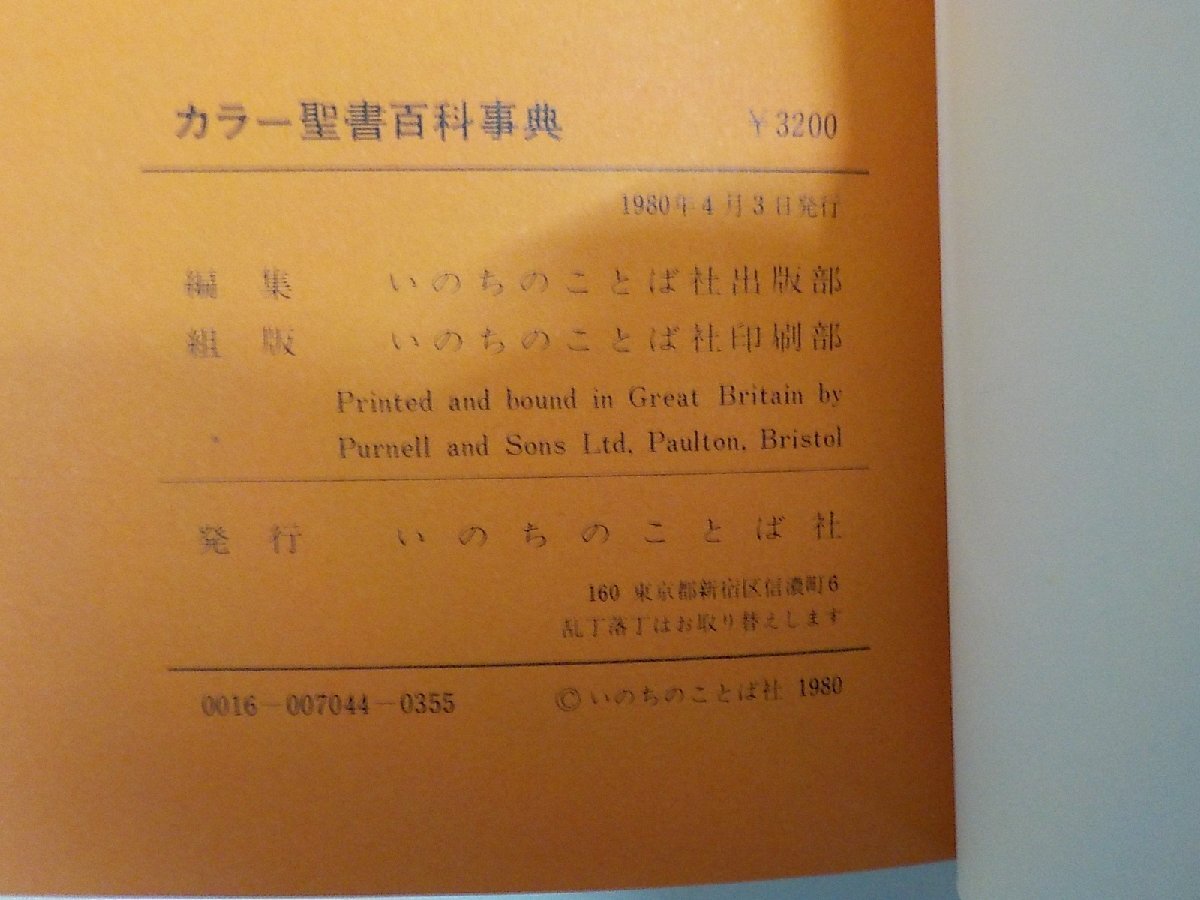 カラー聖書百科事典 ¥3200
1980年4月3日発行
編集 いのちのことば社出版部
組版 いのちのことば社印刷部
Printed and bound in Great Britain by
Purnell and Sons Ltd, Paulton, Bristol
発行 いのちのことば社
160 東京都新宿区信濃町6
乱丁落丁はお取り替えします
0016-007044-0355 ©いのちのことば社 1980